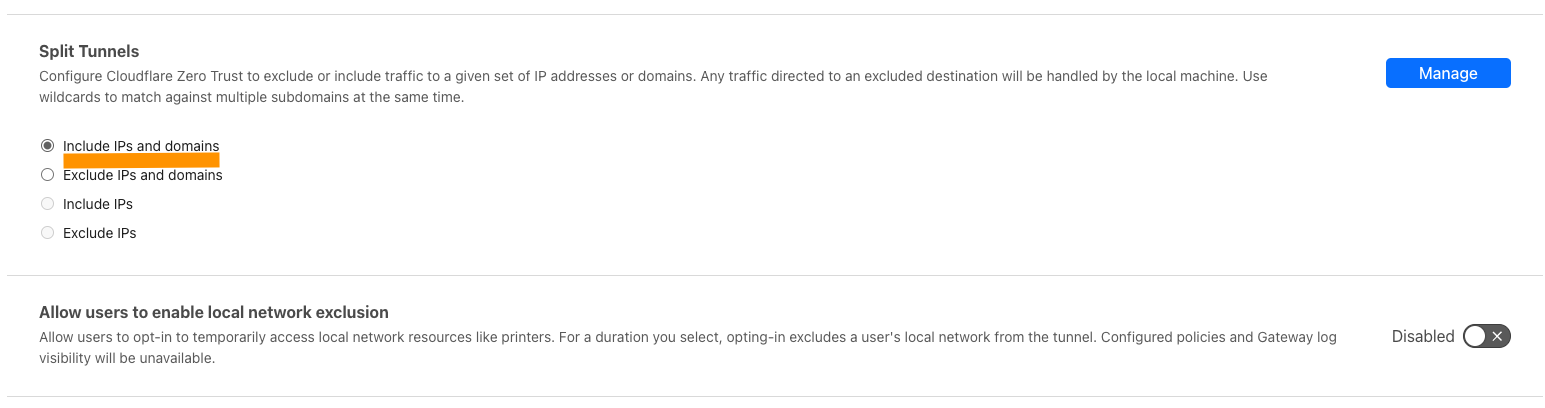 Split Tunnels
Configure Cloudflare Zero Trust to exclude or include traffic to a given set of IP addresses or domains. Any traffic directed to an excluded destination will be handled by the local machine. Use
wildcards to match against multiple subdomains at the same time.
Manage
Include IPs and domains
Exclude IPs and domains
Include IPs
Exclude IPs
Allow users to enable local network exclusion
Allow users to opt-in to temporarily access local network resources like printers. For a duration you select, opting-in excludes a user's local network from the tunnel. Configured policies and Gateway log
visibility will be unavailable.
Disabled